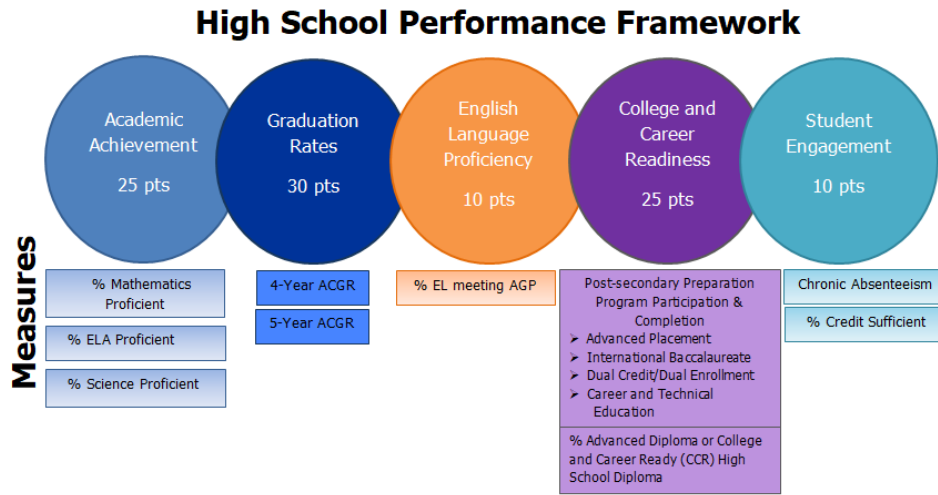 High School Performance Framework
Academic
Achievement
25 pts
Graduation
Rates
30 pts
English
Language
Proficiency
10 pts
College and
Career
Readiness
25 pts
Student
Engagement
10 pts
Measures
% Mathematics
Proficient
% ELA Proficient
% Science Proficient
4-Year ACGR
5-Year ACGR
% EL meeting AGP
Post-secondary Preparation
Program Participation &
Completion
➢ Advanced Placement
➢ International Baccalaureate
➢ Dual Credit/Dual Enrollment
➢ Career and Technical
Education
% Advanced Diploma or College
and Career Ready (CCR) High
School Diploma
Chronic Absenteeism
% Credit Sufficient